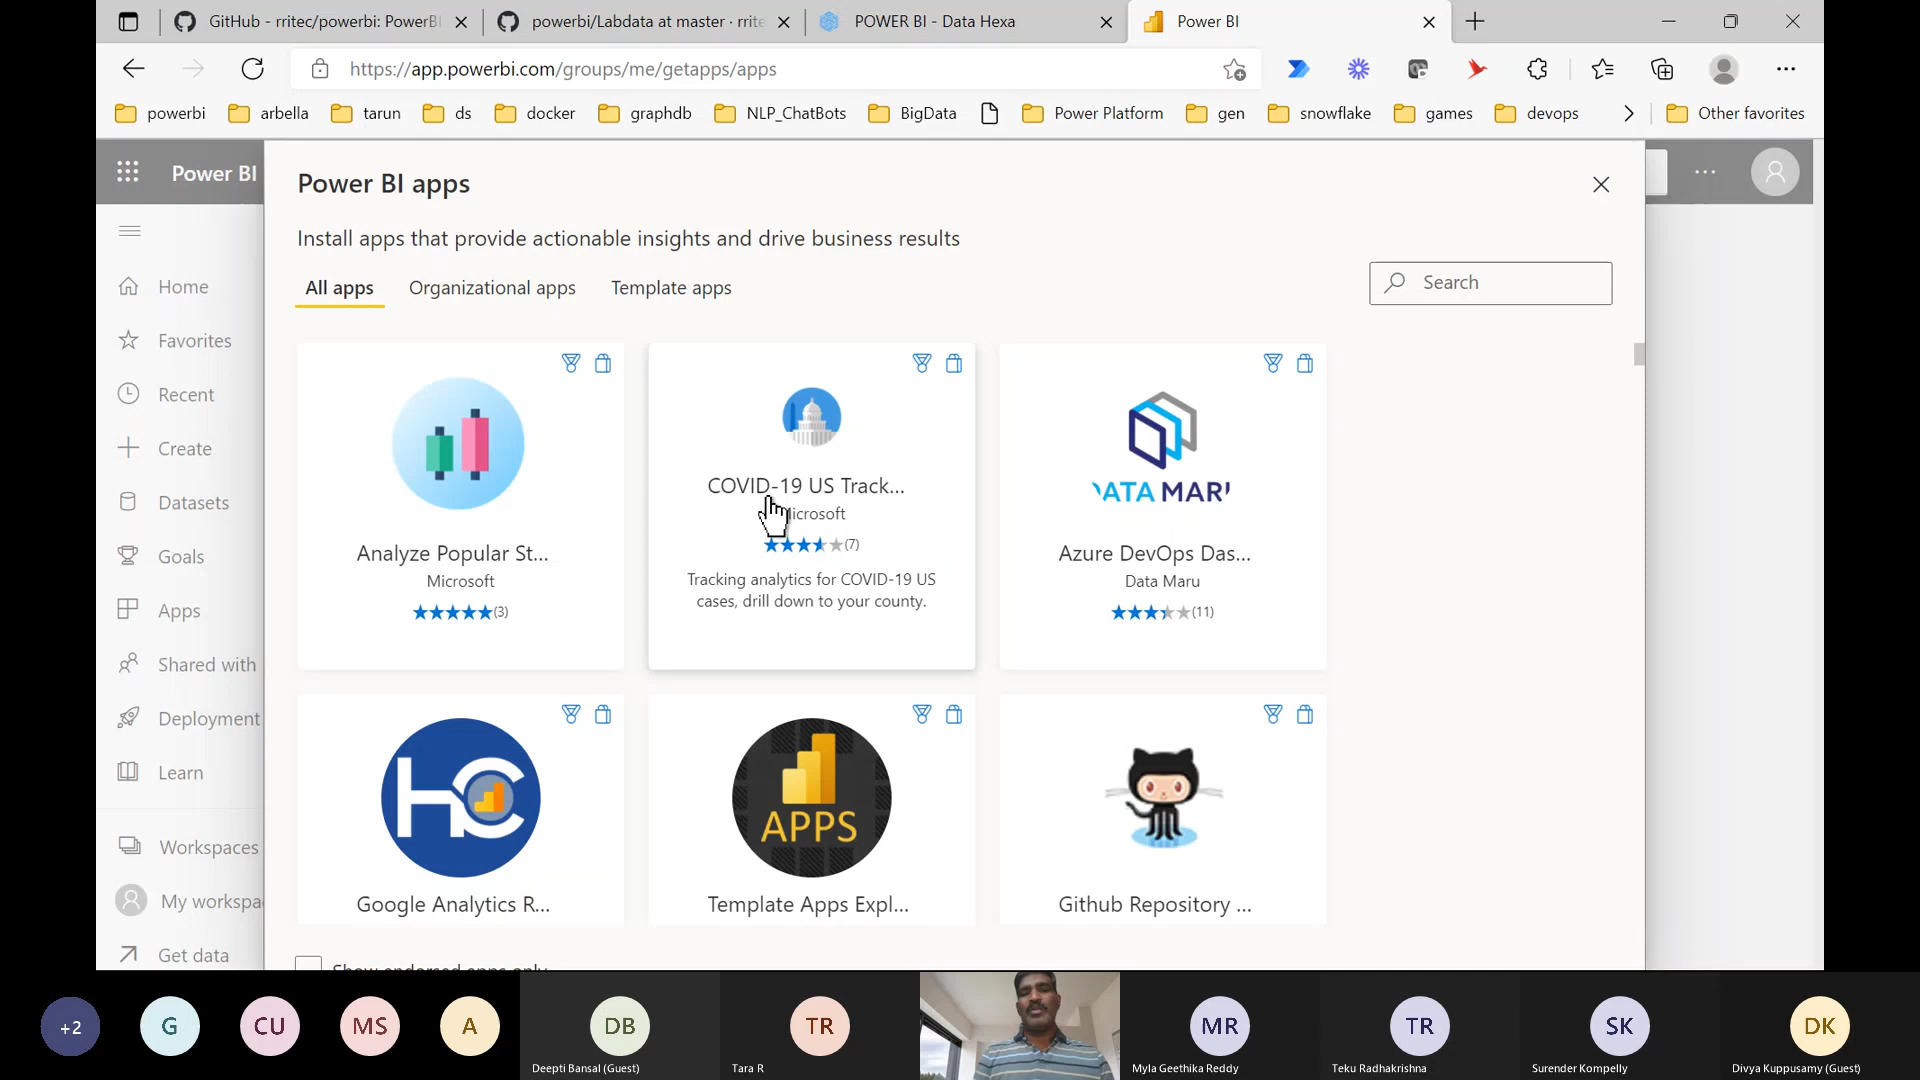 GitHub - rritec/powerbi: PowerBI
powerbi/Labdata at master · rrite
POWER BI - Data Hexa
Power BI
https://app.powerbi.com/groups/me/getapps/apps
powerbi
arbella
tarun
ds
docker
graphdb
NLP_ChatBots
BigData
Power Platform
gen
snowflake
games
devops
Other favorites
Power BI
Power BI apps
Install apps that provide actionable insights and drive business results
All apps
Organizational apps
Template apps
Search
Home
Favorites
Recent
Create
Datasets
Goals
Apps
Shared with
Deployment
Learn
Workspaces
My workspa
Get data
Analyze Popular St...
Microsoft
(3)
COVID-19 US Track...
icrosoft
(7)
Tracking analytics for COVID-19 US
cases, drill down to your county.
ATA MAR
Azure DevOps Das...
Data Maru
(11)
HC
Google Analytics R...
APPS
Template Apps Expl...
Github Repository ...
Show endorsed apps only
+2
G
CU
MS
A
DB
Deepti Bansal (Guest)
TR
Tara R
MR
Myla Geethika Reddy
TR
Teku Radhakrishna
SK
Surender Kompelly
DK
Divya Kuppusamy (Guest)